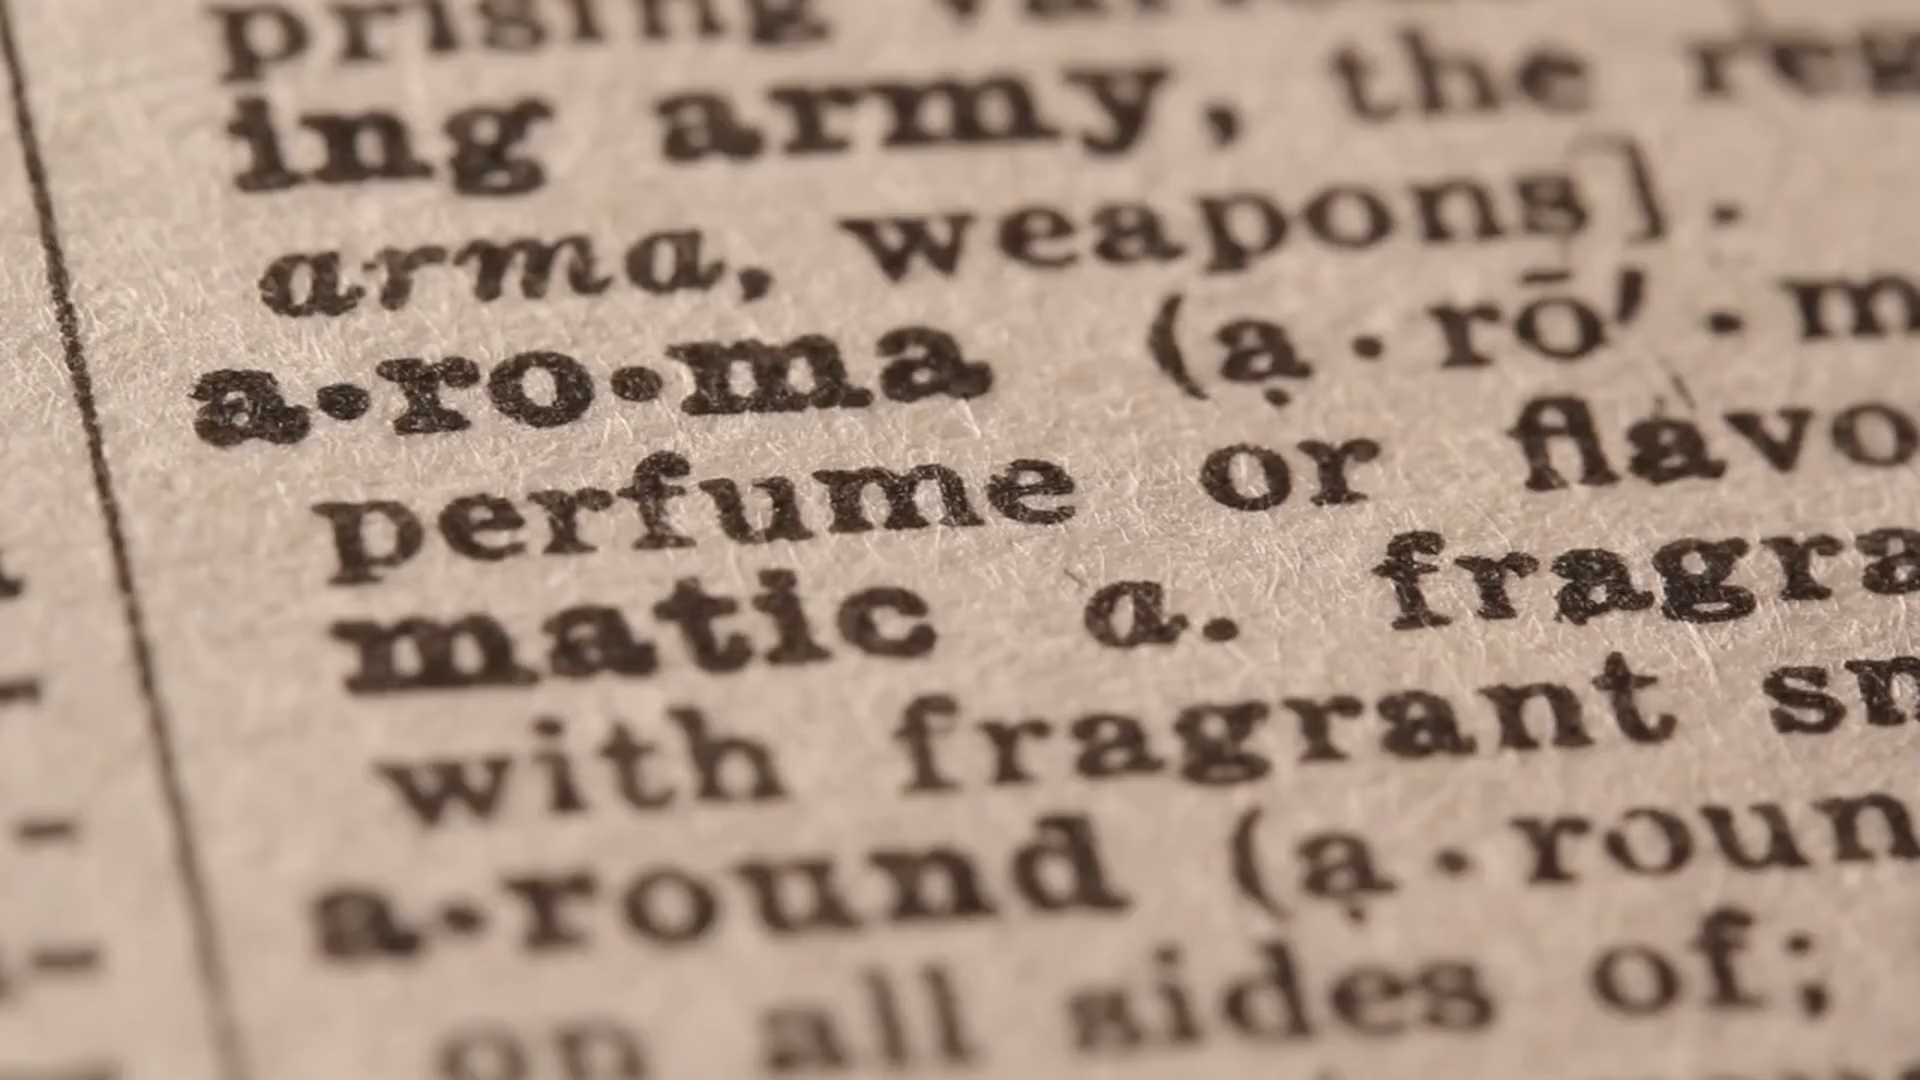 prising
ing army, the reg
arma, weapons].
a•ro•ma (ạ·rō′·m
perfume or flavo
matic a. fragra
with fragrant sm
a•round (ạ·roun
on all sides of;